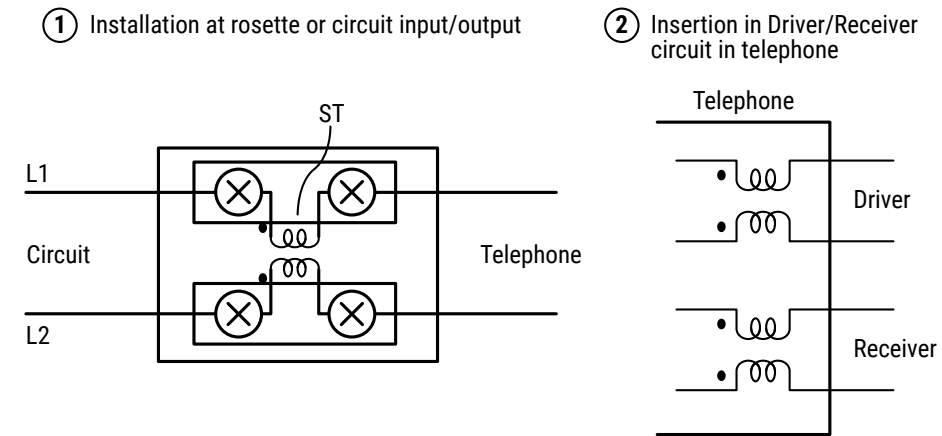 1 Installation at rosette or circuit input/output
2 Insertion in Driver/Receiver
circuit in telephone
ST
L1
Circuit
L2
Telephone
Telephone
Driver
Receiver